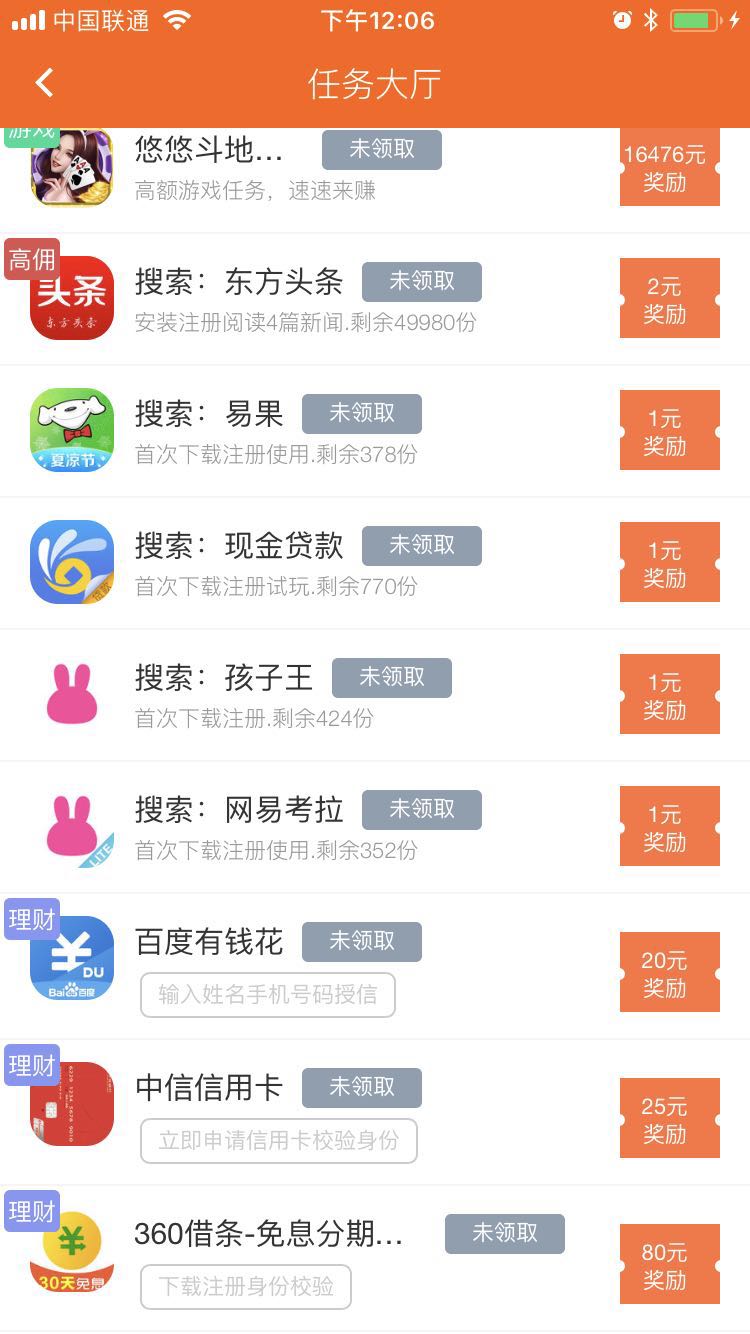 中国联通
下午12:06
任务大厅
游戏
悠悠斗地...
未领取
高额游戏任务，速速来赚
16476元
奖励
高佣
头条
东方头条
搜索：东方头条
未领取
安装注册阅读4篇新闻.剩余49980份
2元
奖励
夏凉节
搜索：易果
未领取
首次下载注册使用.剩余378份
1元
奖励
贷款
搜索：现金贷款
未领取
首次下载注册试玩.剩余770份
1元
奖励
搜索：孩子王
未领取
首次下载注册.剩余424份
1元
奖励
LITE
搜索：网易考拉
未领取
首次下载注册使用.剩余352份
1元
奖励
理财
¥
DU
Bai百度
百度有钱花
未领取
输入姓名手机号码授信
20元
奖励
理财
中信信用卡
未领取
立即申请信用卡校验身份
25元
奖励
理财
¥
30天免息
360借条-免息分期...
未领取
下载注册身份校验
80元
奖励